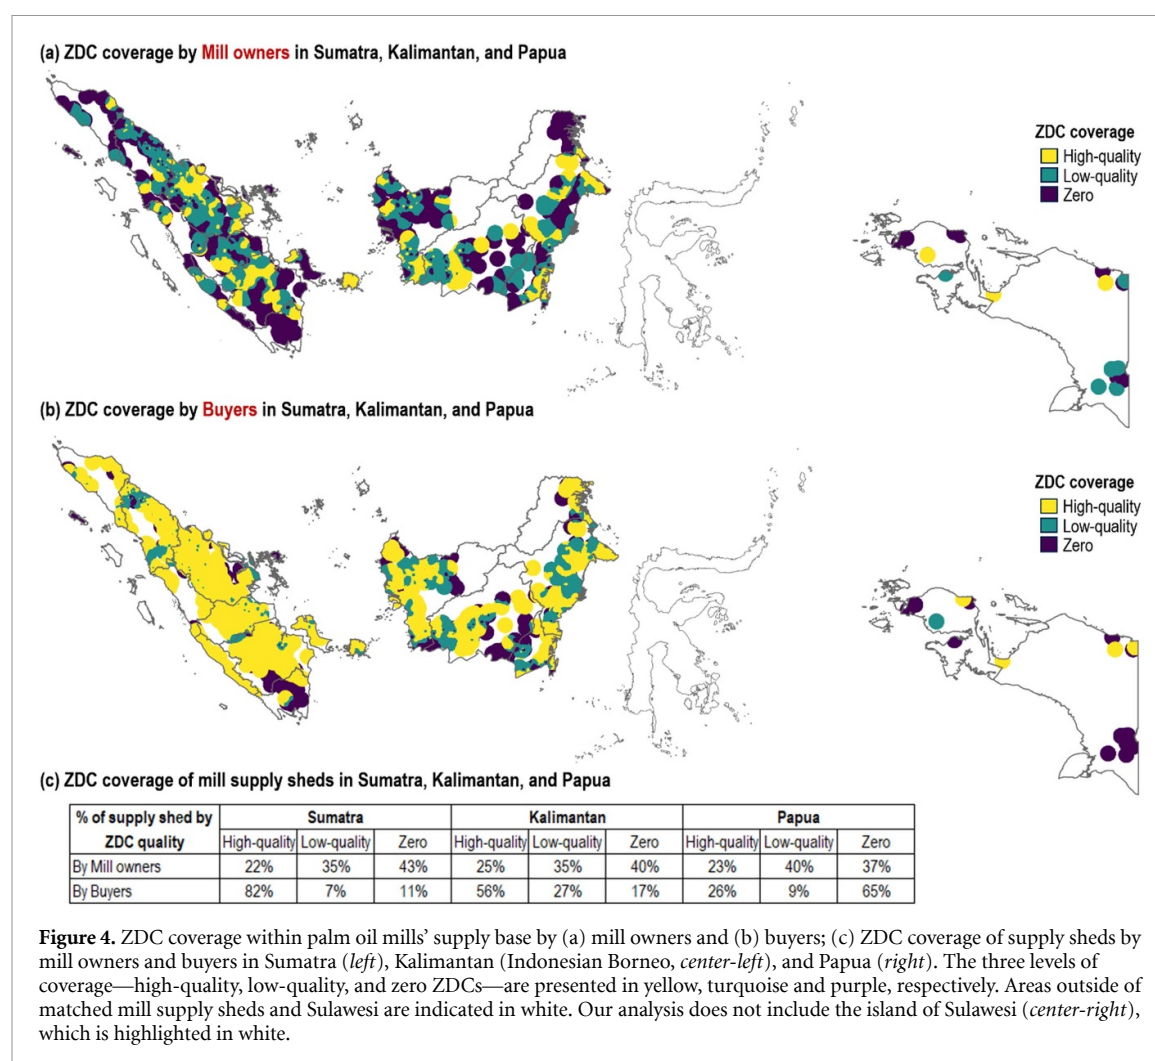 (a) ZDC coverage by Mill owners in Sumatra, Kalimantan, and Papua
ZDC coverage
High-quality
Low-quality
Zero
(b) ZDC coverage by Buyers in Sumatra, Kalimantan, and Papua
ZDC coverage
High-quality
Low-quality
Zero
(c) ZDC coverage of mill supply sheds in Sumatra, Kalimantan, and Papua
% of supply shed by ZDC quality Sumatra Kalimantan Papua
High-quality Low-quality Zero High-quality Low-quality Zero High-quality Low-quality Zero
By Mill owners 22% 35% 43% 25% 35% 40% 23% 40% 37%
By Buyers 82% 7% 11% 56% 27% 17% 26% 9% 65%
Figure 4. ZDC coverage within palm oil mills' supply base by (a) mill owners and (b) buyers; (c) ZDC coverage of supply sheds by
mill owners and buyers in Sumatra (left), Kalimantan (Indonesian Borneo, center-left), and Papua (right). The three levels of
coverage—high-quality, low-quality, and zero ZDCs—are presented in yellow, turquoise and purple, respectively. Areas outside of
matched mill supply sheds and Sulawesi are indicated in white. Our analysis does not include the island of Sulawesi (center-right),
which is highlighted in white.